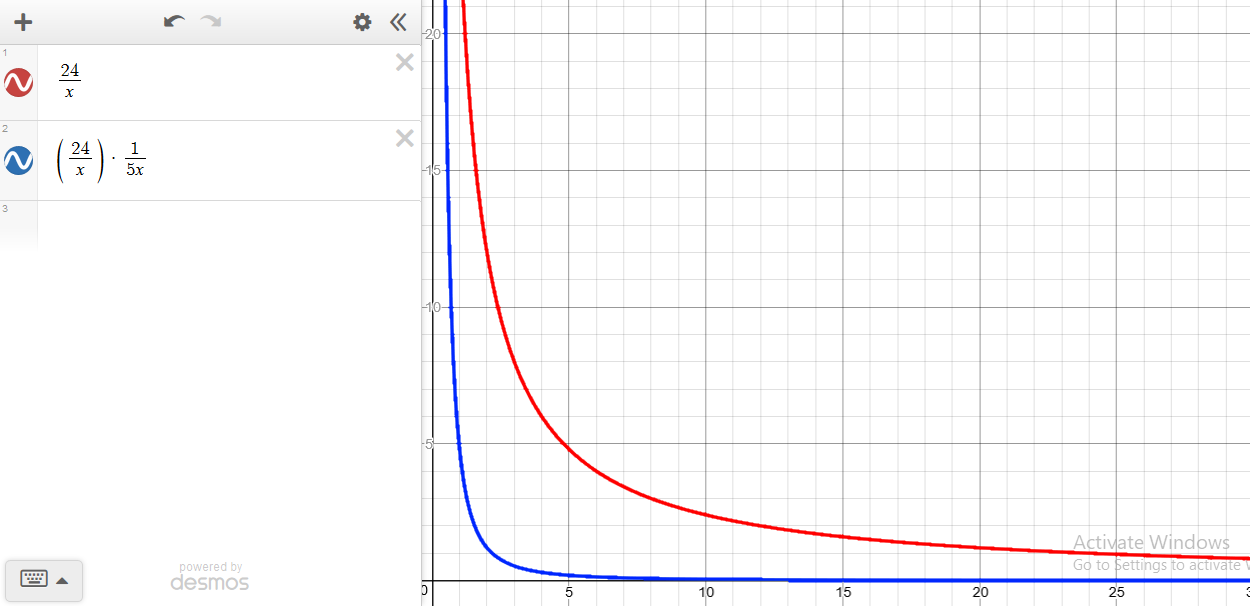 1
24/x
2
(24/x) · 1/5x
3
powered by
desmos
20
15
10
5
0 5 10 15 20 25
Activate Windows
Go to Settings to activate